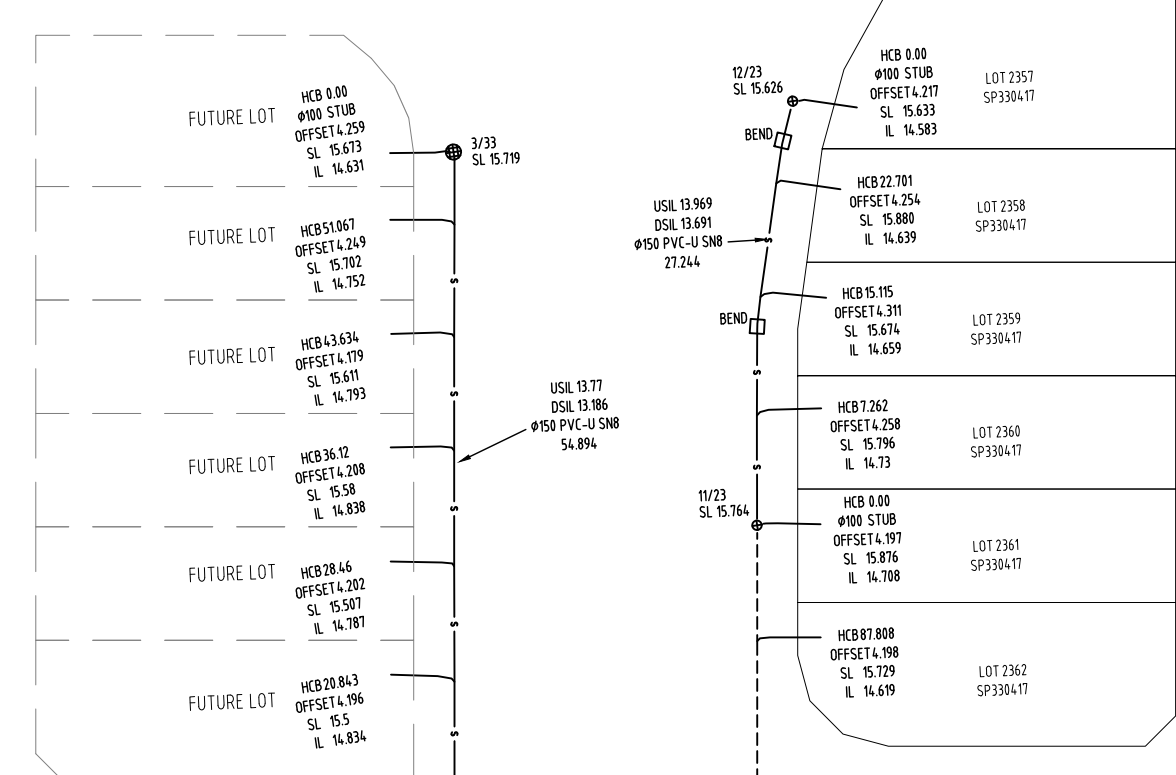 FUTURE LOT
HCB 0.00
Ø100 STUB
OFFSET 4.259
SL 15.673
IL 14.631
3/33
SL 15.719
FUTURE LOT
HCB 51.067
OFFSET 4.249
SL 15.702
IL 14.752
FUTURE LOT
HCB 43.634
OFFSET 4.179
SL 15.611
IL 14.793
FUTURE LOT
HCB 36.12
OFFSET 4.208
SL 15.58
IL 14.838
FUTURE LOT
HCB 28.46
OFFSET 4.202
SL 15.507
IL 14.787
FUTURE LOT
HCB 20.843
OFFSET 4.196
SL 15.5
IL 14.834
S
S
S
S
S
USIL 13.77
DSIL 13.186
Ø150 PVC-U SN8
54.894
12/23
SL 15.626
BEND
USIL 13.969
DSIL 13.691
Ø150 PVC-U SN8
27.244
S
BEND
S
S
11/23
SL 15.764
HCB 0.00
Ø100 STUB
OFFSET 4.217
SL 15.633
IL 14.583
LOT 2357
SP330417
HCB 22.701
OFFSET 4.254
SL 15.880
IL 14.639
LOT 2358
SP330417
HCB 15.115
OFFSET 4.311
SL 15.674
IL 14.659
LOT 2359
SP330417
HCB 7.262
OFFSET 4.258
SL 15.796
IL 14.73
LOT 2360
SP330417
HCB 0.00
Ø100 STUB
OFFSET 4.197
SL 15.876
IL 14.708
LOT 2361
SP330417
HCB 87.808
OFFSET 4.198
SL 15.729
IL 14.619
LOT 2362
SP330417